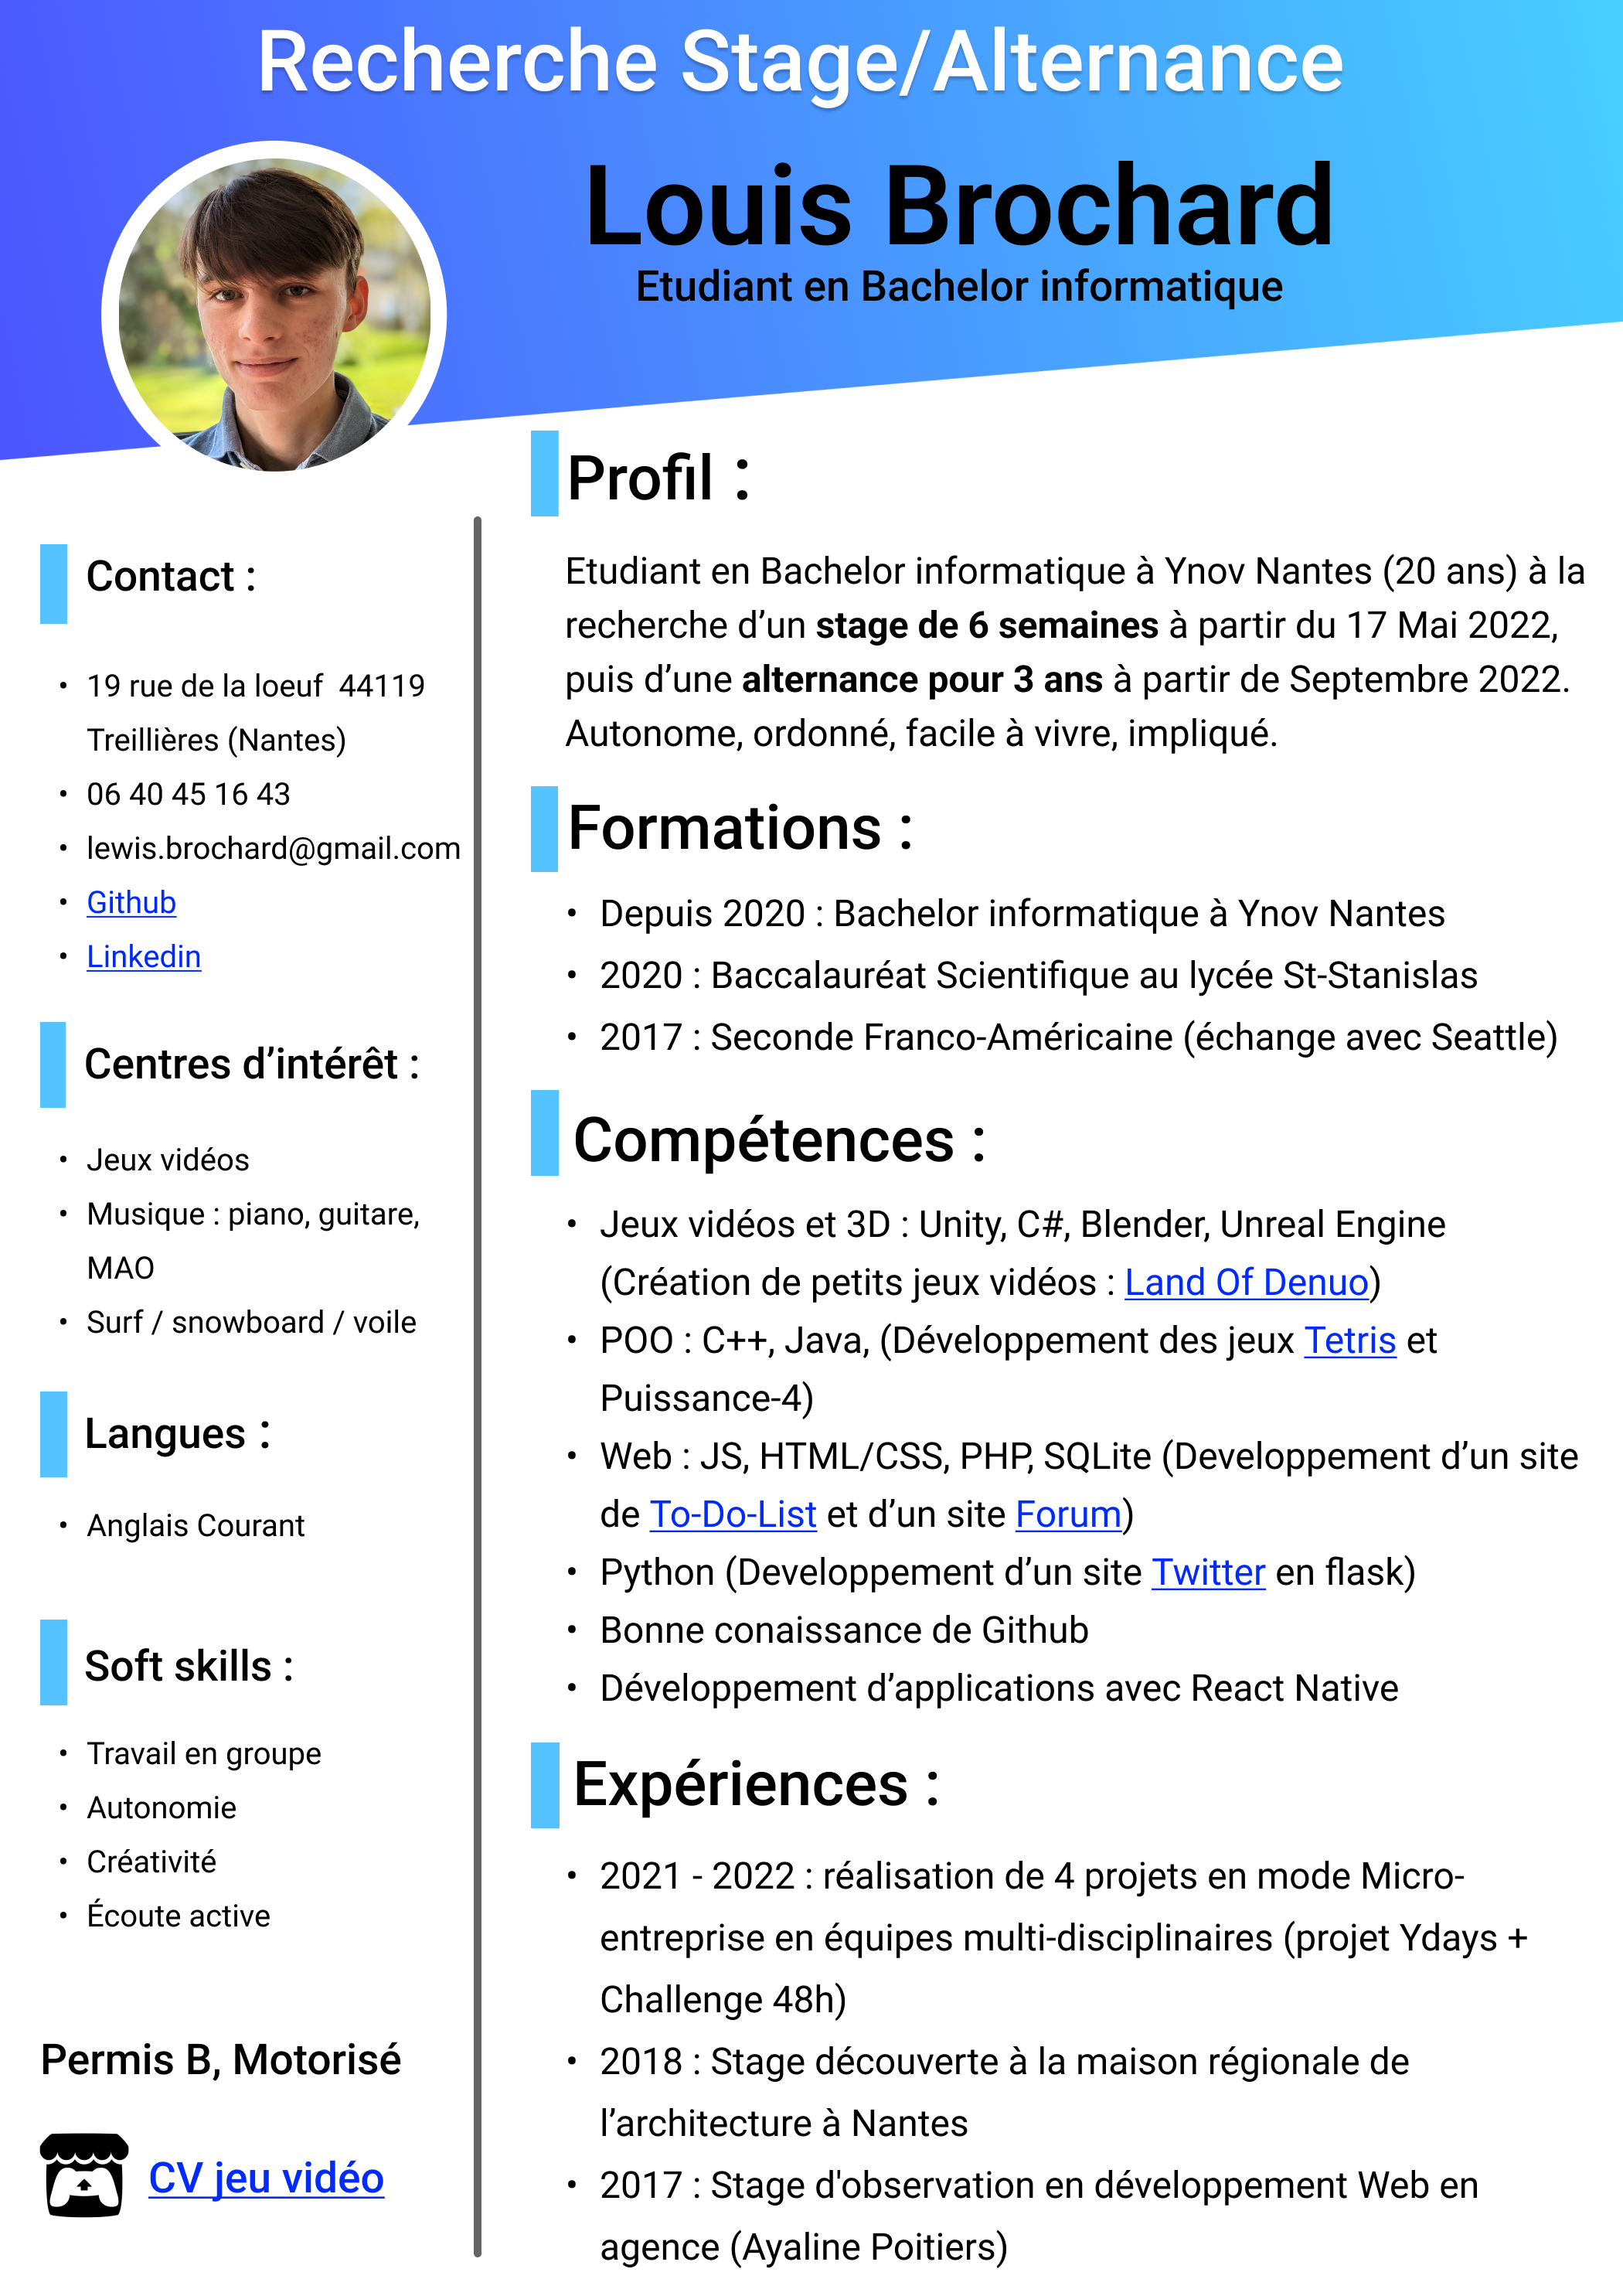 Recherche Stage/Alternance
Louis Brochard
Etudiant en Bachelor informatique
Contact :
• 19 rue de la loeuf  44119
Treillières (Nantes)
• 06 40 45 16 43
• lewis.brochard@gmail.com
• Github
• Linkedin
Centres d’intérêt :
• Jeux vidéos
• Musique : piano, guitare,
MAO
• Surf / snowboard / voile
Langues :
• Anglais Courant
Soft skills :
• Travail en groupe
• Autonomie
• Créativité
• Écoute active
Permis B, Motorisé
CV jeu vidéo
Profil :
Etudiant en Bachelor informatique à Ynov Nantes (20 ans) à la
recherche d’un stage de 6 semaines à partir du 17 Mai 2022,
puis d’une alternance pour 3 ans à partir de Septembre 2022.
Autonome, ordonné, facile à vivre, impliqué.
Formations :
• Depuis 2020 : Bachelor informatique à Ynov Nantes
• 2020 : Baccalauréat Scientifique au lycée St-Stanislas
• 2017 : Seconde Franco-Américaine (échange avec Seattle)
Compétences :
• Jeux vidéos et 3D : Unity, C#, Blender, Unreal Engine
(Création de petits jeux vidéos : Land Of Denuo)
• POO : C++, Java, (Développement des jeux Tetris et
Puissance-4)
• Web : JS, HTML/CSS, PHP, SQLite (Developpement d’un site
de To-Do-List et d’un site Forum)
• Python (Developpement d’un site Twitter en flask)
• Bonne conaissance de Github
• Développement d’applications avec React Native
Expériences :
• 2021 - 2022 : réalisation de 4 projets en mode Micro-
entreprise en équipes multi-disciplinaires (projet Ydays +
Challenge 48h)
• 2018 : Stage découverte à la maison régionale de
l’architecture à Nantes
• 2017 : Stage d'observation en développement Web en
agence (Ayaline Poitiers)